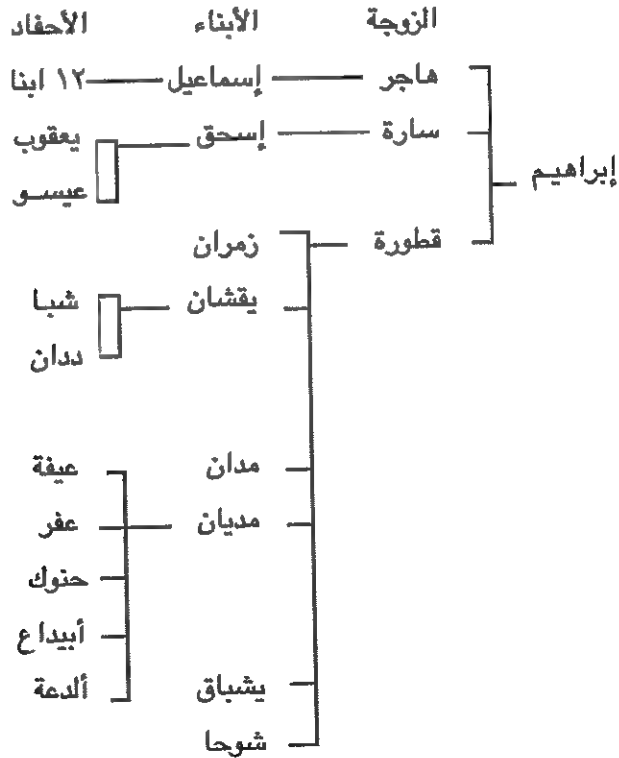 الزوجة الأبناء الأحفاد
هاجر إسماعيل ١٢ ابنا
سارة إسحق يعقوب
إبراهيم عيسو
قطورة زمران
يقشان شبا
ددان
مدان عيفة
مديان عفر
حنوك
أبيداع
يشباق ألدعة
شوحا